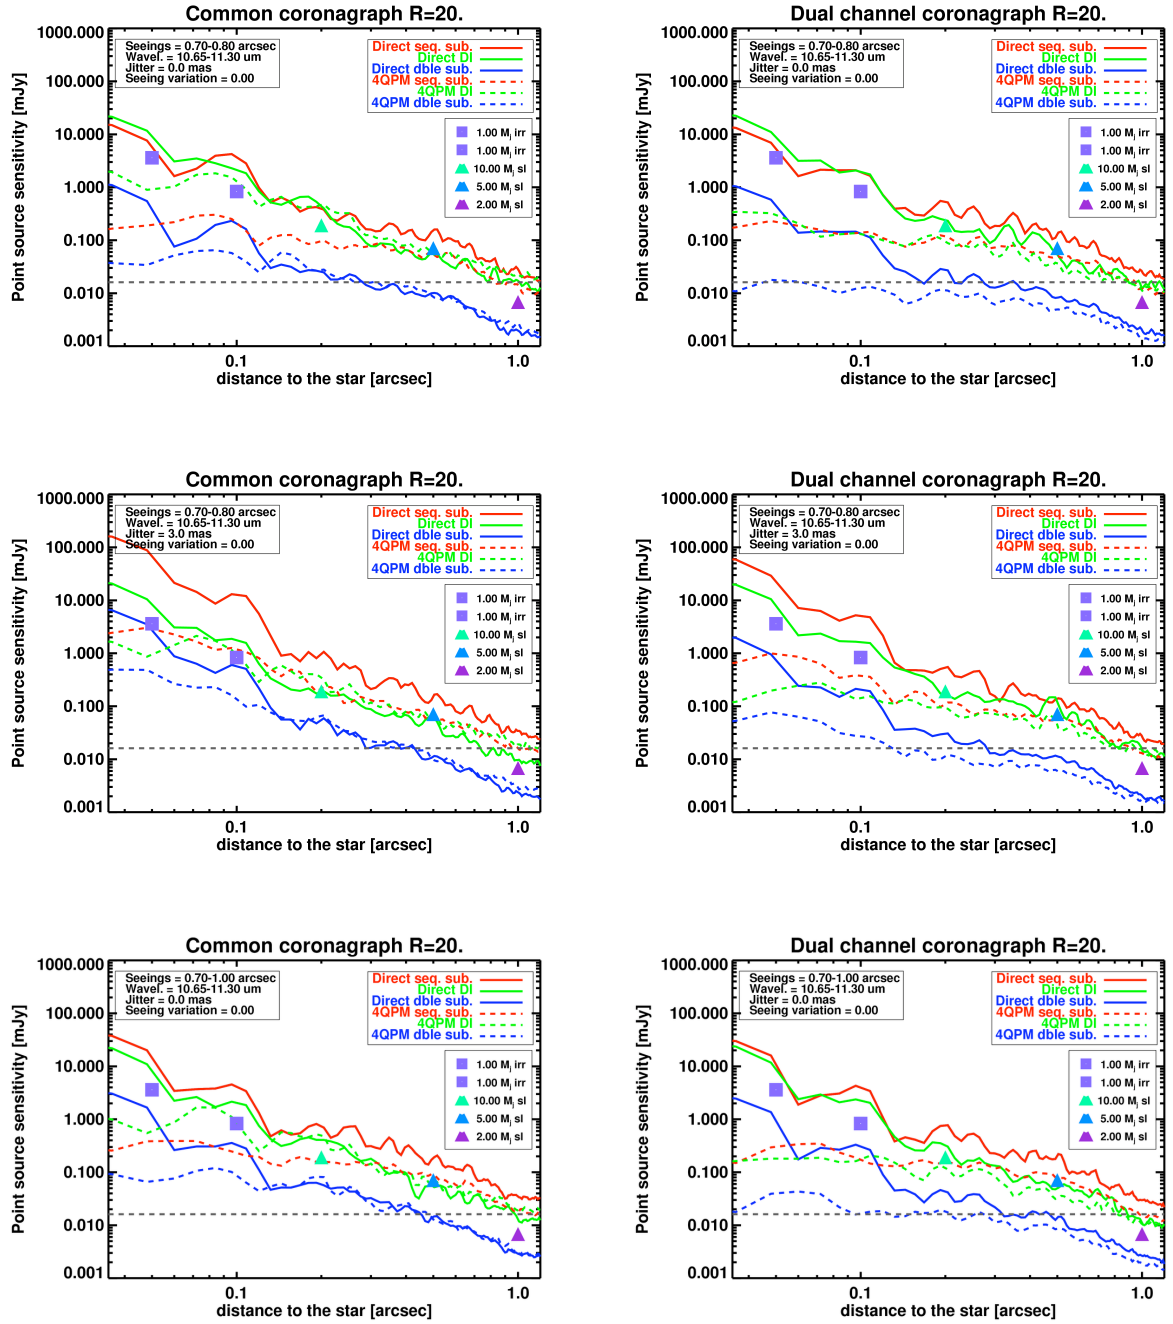 Common coronagraph R=20.
1000.000
100.000
10.000
1.000
0.100
0.010
0.001
Point source sensitivity [mJy]
Seeings = 0.70-0.80 arcsec
Wavel. = 10.65-11.30 um
Jitter = 0.0 mas
Seeing variation = 0.00
Direct seq. sub.
Direct DI
Direct dble sub.
4QPM seq. sub.
4QPM DI
4QPM dble sub.
1.00 Mj irr
1.00 Mj irr
10.00 Mj sl
5.00 Mj sl
2.00 Mj sl
0.1
1.0
distance to the star [arcsec]
Dual channel coronagraph R=20.
1000.000
100.000
10.000
1.000
0.100
0.010
0.001
Point source sensitivity [mJy]
Seeings = 0.70-0.80 arcsec
Wavel. = 10.65-11.30 um
Jitter = 0.0 mas
Seeing variation = 0.00
Direct seq. sub.
Direct DI
Direct dble sub.
4QPM seq. sub.
4QPM DI
4QPM dble sub.
1.00 Mj irr
1.00 Mj irr
10.00 Mj sl
5.00 Mj sl
2.00 Mj sl
0.1
1.0
distance to the star [arcsec]
Common coronagraph R=20.
1000.000
100.000
10.000
1.000
0.100
0.010
0.001
Point source sensitivity [mJy]
Seeings = 0.70-0.80 arcsec
Wavel. = 10.65-11.30 um
Jitter = 3.0 mas
Seeing variation = 0.00
Direct seq. sub.
Direct DI
Direct dble sub.
4QPM seq. sub.
4QPM DI
4QPM dble sub.
1.00 Mj irr
1.00 Mj irr
10.00 Mj sl
5.00 Mj sl
2.00 Mj sl
0.1
1.0
distance to the star [arcsec]
Dual channel coronagraph R=20.
1000.000
100.000
10.000
1.000
0.100
0.010
0.001
Point source sensitivity [mJy]
Seeings = 0.70-0.80 arcsec
Wavel. = 10.65-11.30 um
Jitter = 3.0 mas
Seeing variation = 0.00
Direct seq. sub.
Direct DI
Direct dble sub.
4QPM seq. sub.
4QPM DI
4QPM dble sub.
1.00 Mj irr
1.00 Mj irr
10.00 Mj sl
5.00 Mj sl
2.00 Mj sl
0.1
1.0
distance to the star [arcsec]
Common coronagraph R=20.
1000.000
100.000
10.000
1.000
0.100
0.010
0.001
Point source sensitivity [mJy]
Seeings = 0.70-1.00 arcsec
Wavel. = 10.65-11.30 um
Jitter = 0.0 mas
Seeing variation = 0.00
Direct seq. sub.
Direct DI
Direct dble sub.
4QPM seq. sub.
4QPM DI
4QPM dble sub.
1.00 Mj irr
1.00 Mj irr
10.00 Mj sl
5.00 Mj sl
2.00 Mj sl
0.1
1.0
distance to the star [arcsec]
Dual channel coronagraph R=20.
1000.000
100.000
10.000
1.000
0.100
0.010
0.001
Point source sensitivity [mJy]
Seeings = 0.70-1.00 arcsec
Wavel. = 10.65-11.30 um
Jitter = 0.0 mas
Seeing variation = 0.00
Direct seq. sub.
Direct DI
Direct dble sub.
4QPM seq. sub.
4QPM DI
4QPM dble sub.
1.00 Mj irr
1.00 Mj irr
10.00 Mj sl
5.00 Mj sl
2.00 Mj sl
0.1
1.0
distance to the star [arcsec]